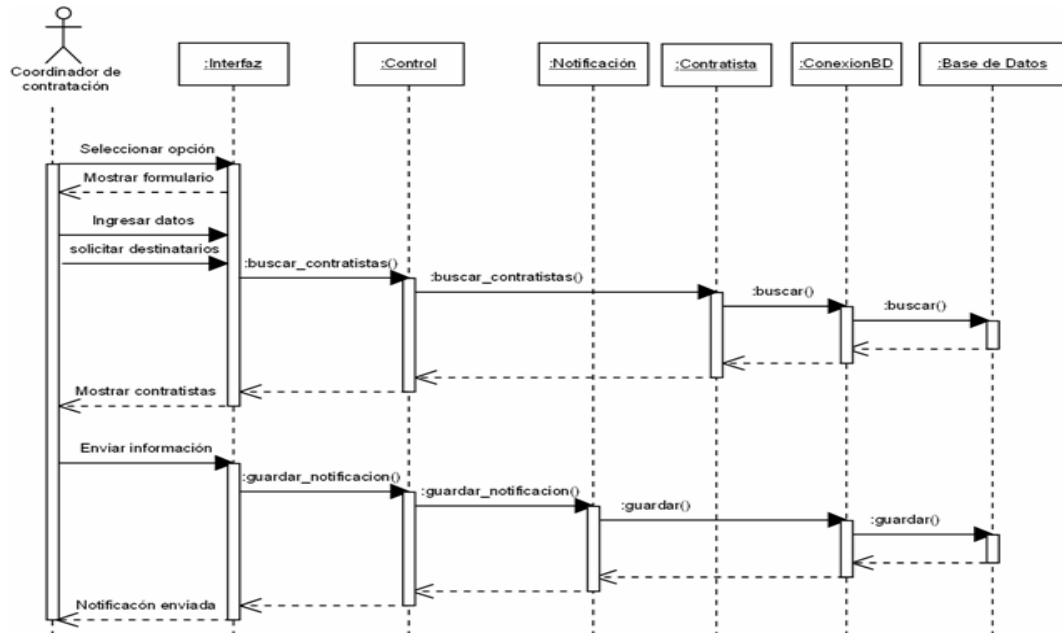 Coordinador de
contratación
:Interfaz
:Control
:Notificación
:Contratista
:ConexionBD
:Base de Datos
Seleccionar opción
Mostrar formulario
Ingresar datos
solicitar destinatarios
:buscar_contratistas()
:buscar_contratistas()
:buscar()
:buscar()
Mostrar contratistas
Enviar información
:guardar_notificacion()
:guardar_notificacion()
:guardar()
:guardar()
Notificacón enviada